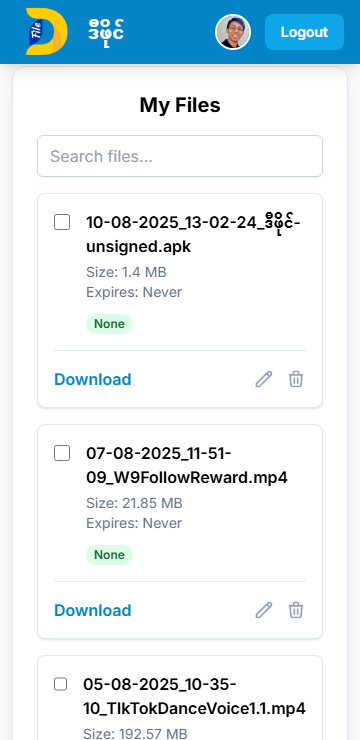 File
ဒီဖိုင်
Logout
My Files
Search files...
10-08-2025_13-02-24_ဒီဖိုင်-
unsigned.apk
Size: 1.4 MB
Expires: Never
None
Download
07-08-2025_11-51-
09_W9FollowReward.mp4
Size: 21.85 MB
Expires: Never
None
Download
05-08-2025_10-35-
10_TIkTokDanceVoice1.1.mp4
Size: 192.57 MB